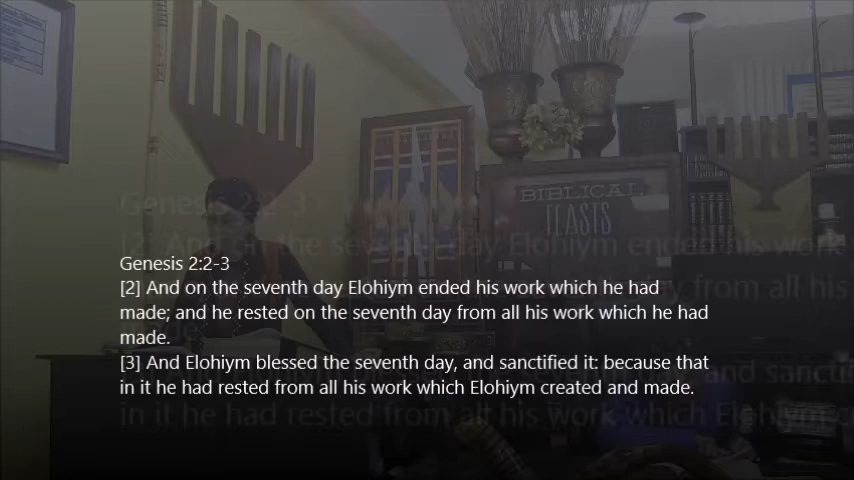 BIBLICAL
FEASTS
Genesis 2:2-3
[2] And on the seventh day Elohiym ended his work which he had
made; and he rested on the seventh day from all his work which he had
made.
[3] And Elohiym blessed the seventh day, and sanctified it: because that
in it he had rested from all his work which Elohiym created and made.